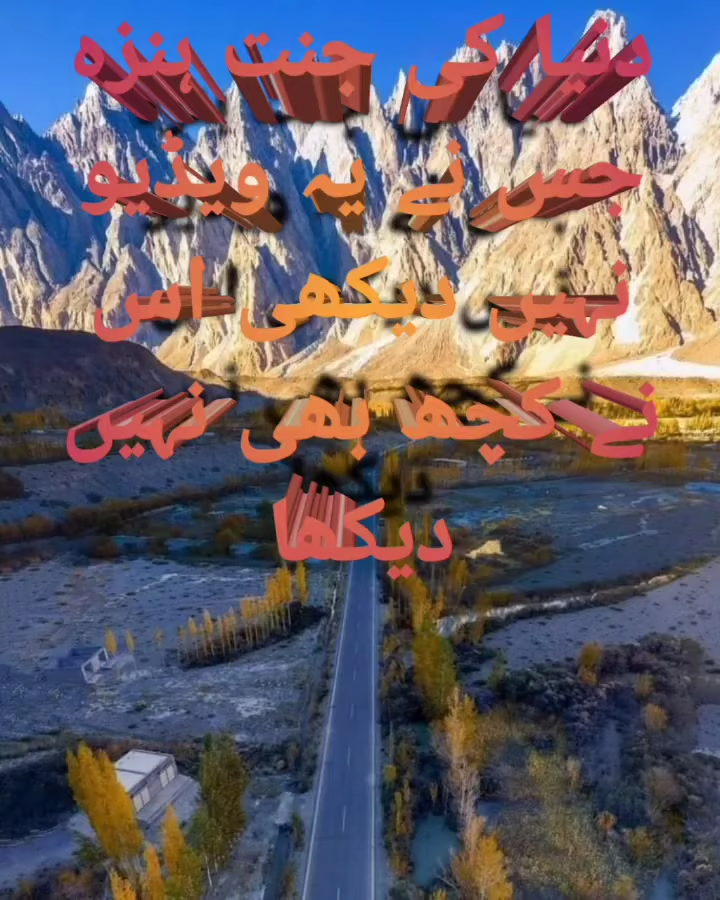 دنیا کی جنت ہنزہ
جس نے یہ ویڈیو
نہیں دیکھی اس
نے کچھ بھی نہیں
دیکھا